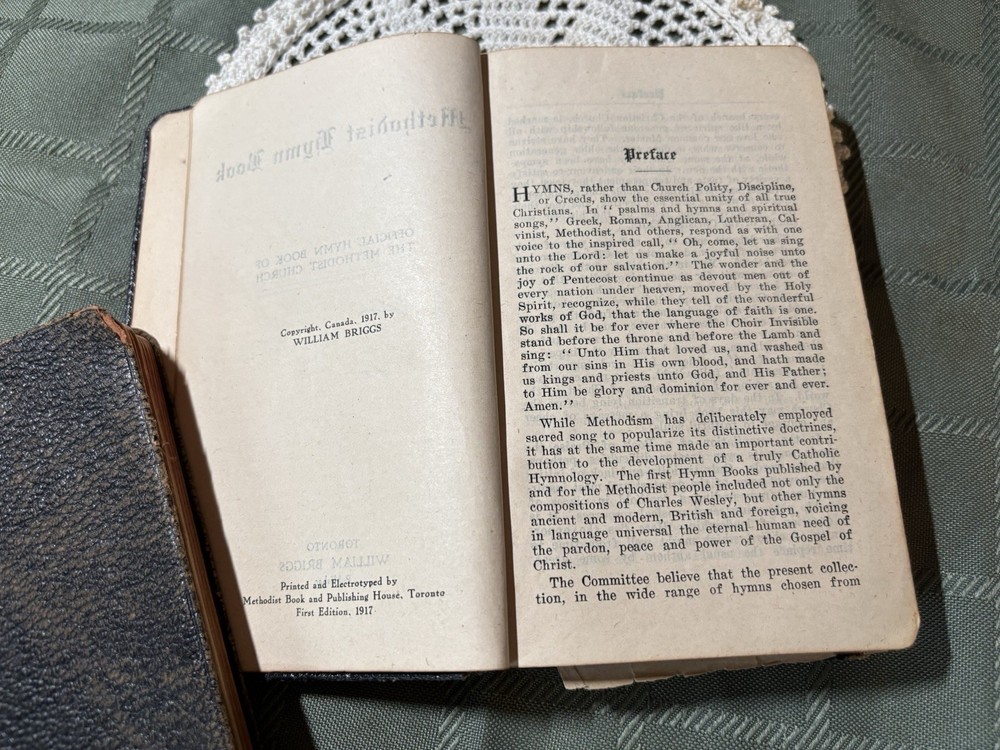 Methodist Hymn Book
OFFICIAL HYMN BOOK OF
THE METHODIST CHURCH
Copyright, Canada, 1917, by
WILLIAM BRIGGS
TORONTO
WILLIAM BRIGGS
Printed and Electrotyped by
Methodist Book and Publishing House, Toronto
First Edition, 1917
Preface
HYMNS, rather than Church Polity, Discipline,
or Creeds, show the essential unity of all true
Christians. In “ psalms and hymns and spiritual
songs,” Greek, Roman, Anglican, Lutheran, Cal-
vinist, Methodist, and others, respond as with one
voice to the inspired call, “ Oh, come, let us sing
unto the Lord: let us make a joyful noise unto
the rock of our salvation.” The wonder and the
joy of Pentecost continue as devout men out of
every nation under heaven, moved by the Holy
Spirit, recognize, while they tell of the wonderful
works of God, that the language of faith is one.
So shall it be for ever where the Choir Invisible
stand before the throne and before the Lamb and
sing: “ Unto Him that loved us, and washed us
from our sins in His own blood, and hath made
us kings and priests unto God, and His Father;
to Him be glory and dominion for ever and ever.
Amen.”
While Methodism has deliberately employed
sacred song to popularize its distinctive doctrines,
it has at the same time made an important contri-
bution to the development of a truly Catholic
Hymnology. The first Hymn Books published by
and for the Methodist people included not only the
compositions of Charles Wesley, but other hymns
ancient and modern, British and foreign, voicing
in language universal the eternal human need of
the pardon, peace and power of the Gospel of
Christ.
The Committee believe that the present collec-
tion, in the wide range of hymns chosen from